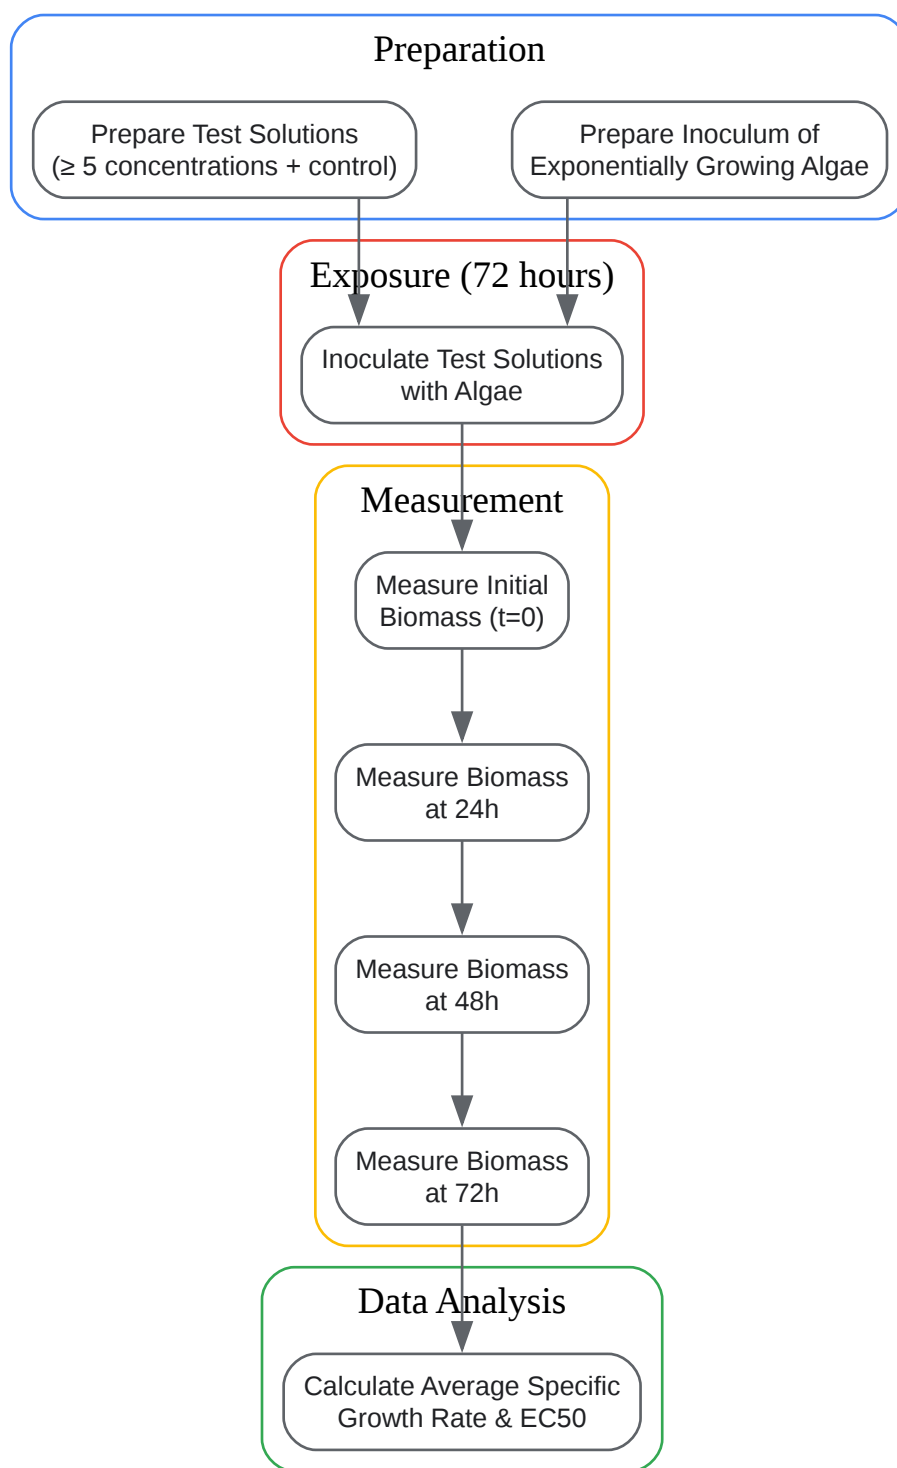 Preparation
Prepare Test Solutions
(≥ 5 concentrations + control)
Prepare Inoculum of
Exponentially Growing Algae
Exposure (72 hours)
Inoculate Test Solutions
with Algae
Measurement
Measure Initial
Biomass (t=0)
Measure Biomass
at 24h
Measure Biomass
at 48h
Measure Biomass
at 72h
Data Analysis
Calculate Average Specific
Growth Rate & EC50